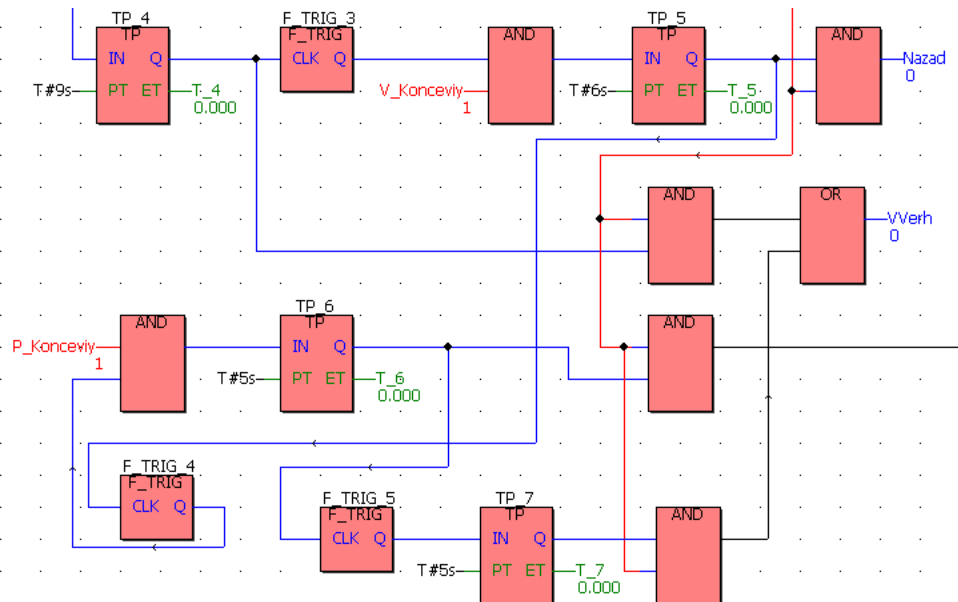 TP_4
TP
IN Q
PT ET
T#9s
T_4
0.000
F_TRIG_3
F_TRIG
CLK Q
AND
V_Konceviy
1
TP_5
TP
IN Q
PT ET
T#6s
T_5
0.000
AND
Nazad
0
AND
OR
VVerh
0
AND
P_Konceviy
1
TP_6
TP
IN Q
PT ET
T#5s
T_6
0.000
AND
F_TRIG_4
F_TRIG
CLK Q
F_TRIG_5
F_TRIG
CLK Q
TP_7
TP
IN Q
PT ET
T#5s
T_7
0.000
AND